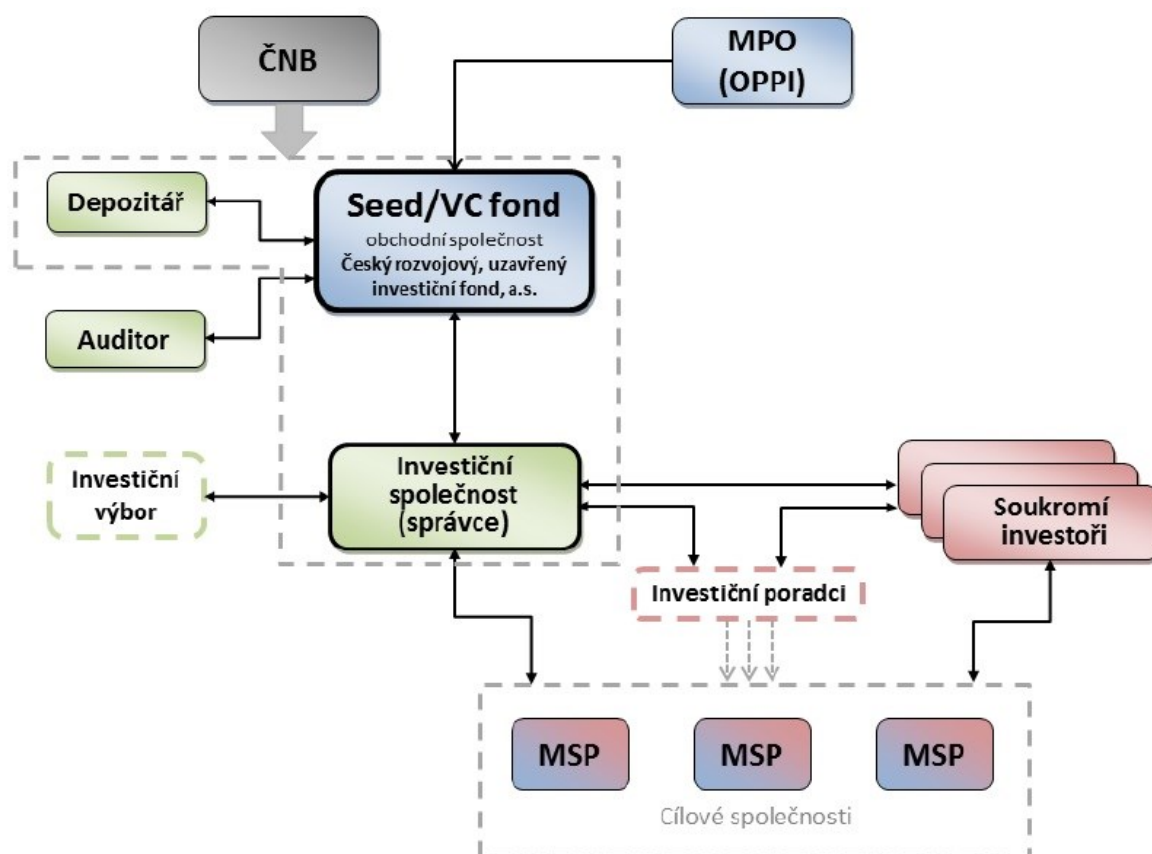 ČNB
MPO
(OPPI)
Depozitář
Seed/VC fond
obchodní společnost
Český rozvojový, uzavřený
investiční fond, a.s.
Auditor
Investiční
výbor
Investiční
společnost
(správce)
Soukromí
investoři
Investiční poradci
MSP
MSP
MSP
Cílové společnosti